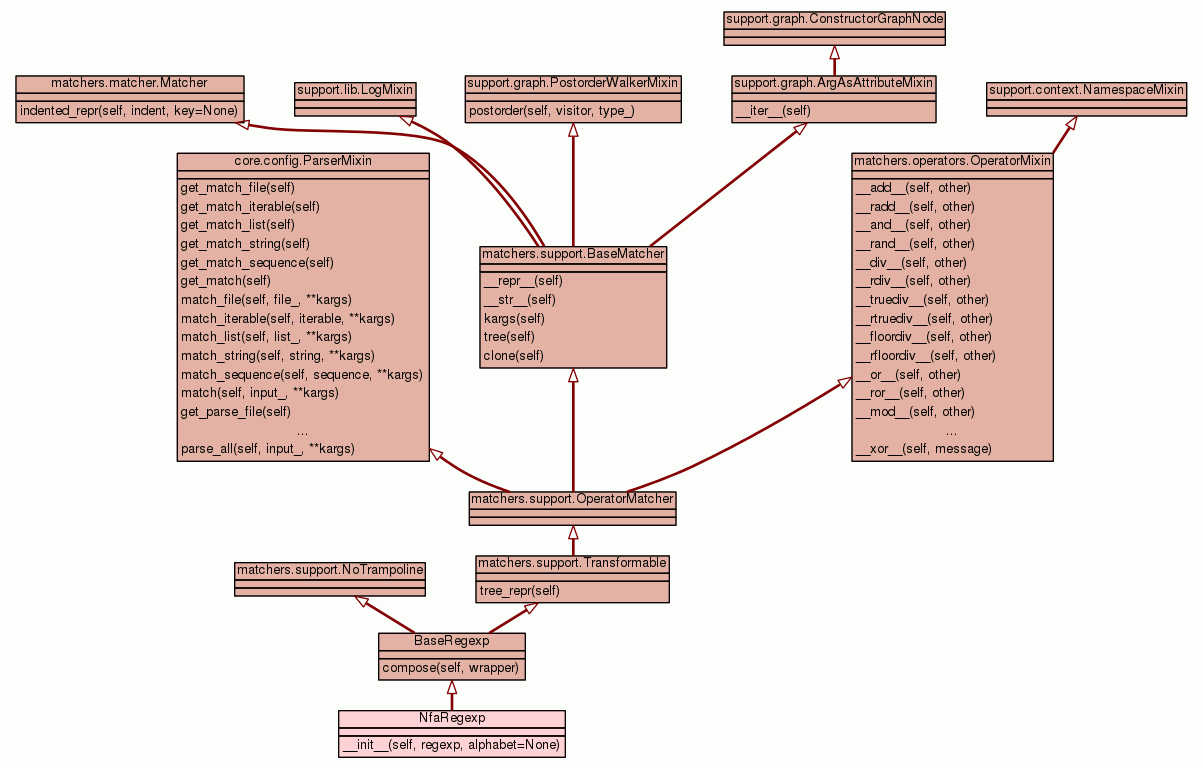 support.graph.ConstructorGraphNode
matchers.matcher.Matcher
indented_repr(self, indent, key=None)
support.lib.LogMixin
support.graph.PostorderWalkerMixin
postorder(self, visitor, type_)
support.graph.ArgAsAttributeMixin
__iter__(self)
support.context.NamespaceMixin
core.config.ParserMixin
get_match_file(self)
get_match_iterable(self)
get_match_list(self)
get_match_string(self)
get_match_sequence(self)
get_match(self)
match_file(self, file_, **kargs)
match_iterable(self, iterable, **kargs)
match_list(self, list_, **kargs)
match_string(self, string, **kargs)
match_sequence(self, sequence, **kargs)
match(self, input_, **kargs)
get_parse_file(self)
...
parse_all(self, input_, **kargs)
matchers.support.BaseMatcher
__repr__(self)
__str__(self)
kargs(self)
tree(self)
clone(self)
matchers.operators.OperatorMixin
__add__(self, other)
__radd__(self, other)
__and__(self, other)
__rand__(self, other)
__div__(self, other)
__rdiv__(self, other)
__truediv__(self, other)
__rtruediv__(self, other)
__floordiv__(self, other)
__rfloordiv__(self, other)
__or__(self, other)
__ror__(self, other)
__mod__(self, other)
...
__xor__(self, message)
matchers.support.OperatorMatcher
matchers.support.NoTrampoline
matchers.support.Transformable
tree_repr(self)
BaseRegexp
compose(self, wrapper)
NfaRegexp
__init__(self, regexp, alphabet=None)